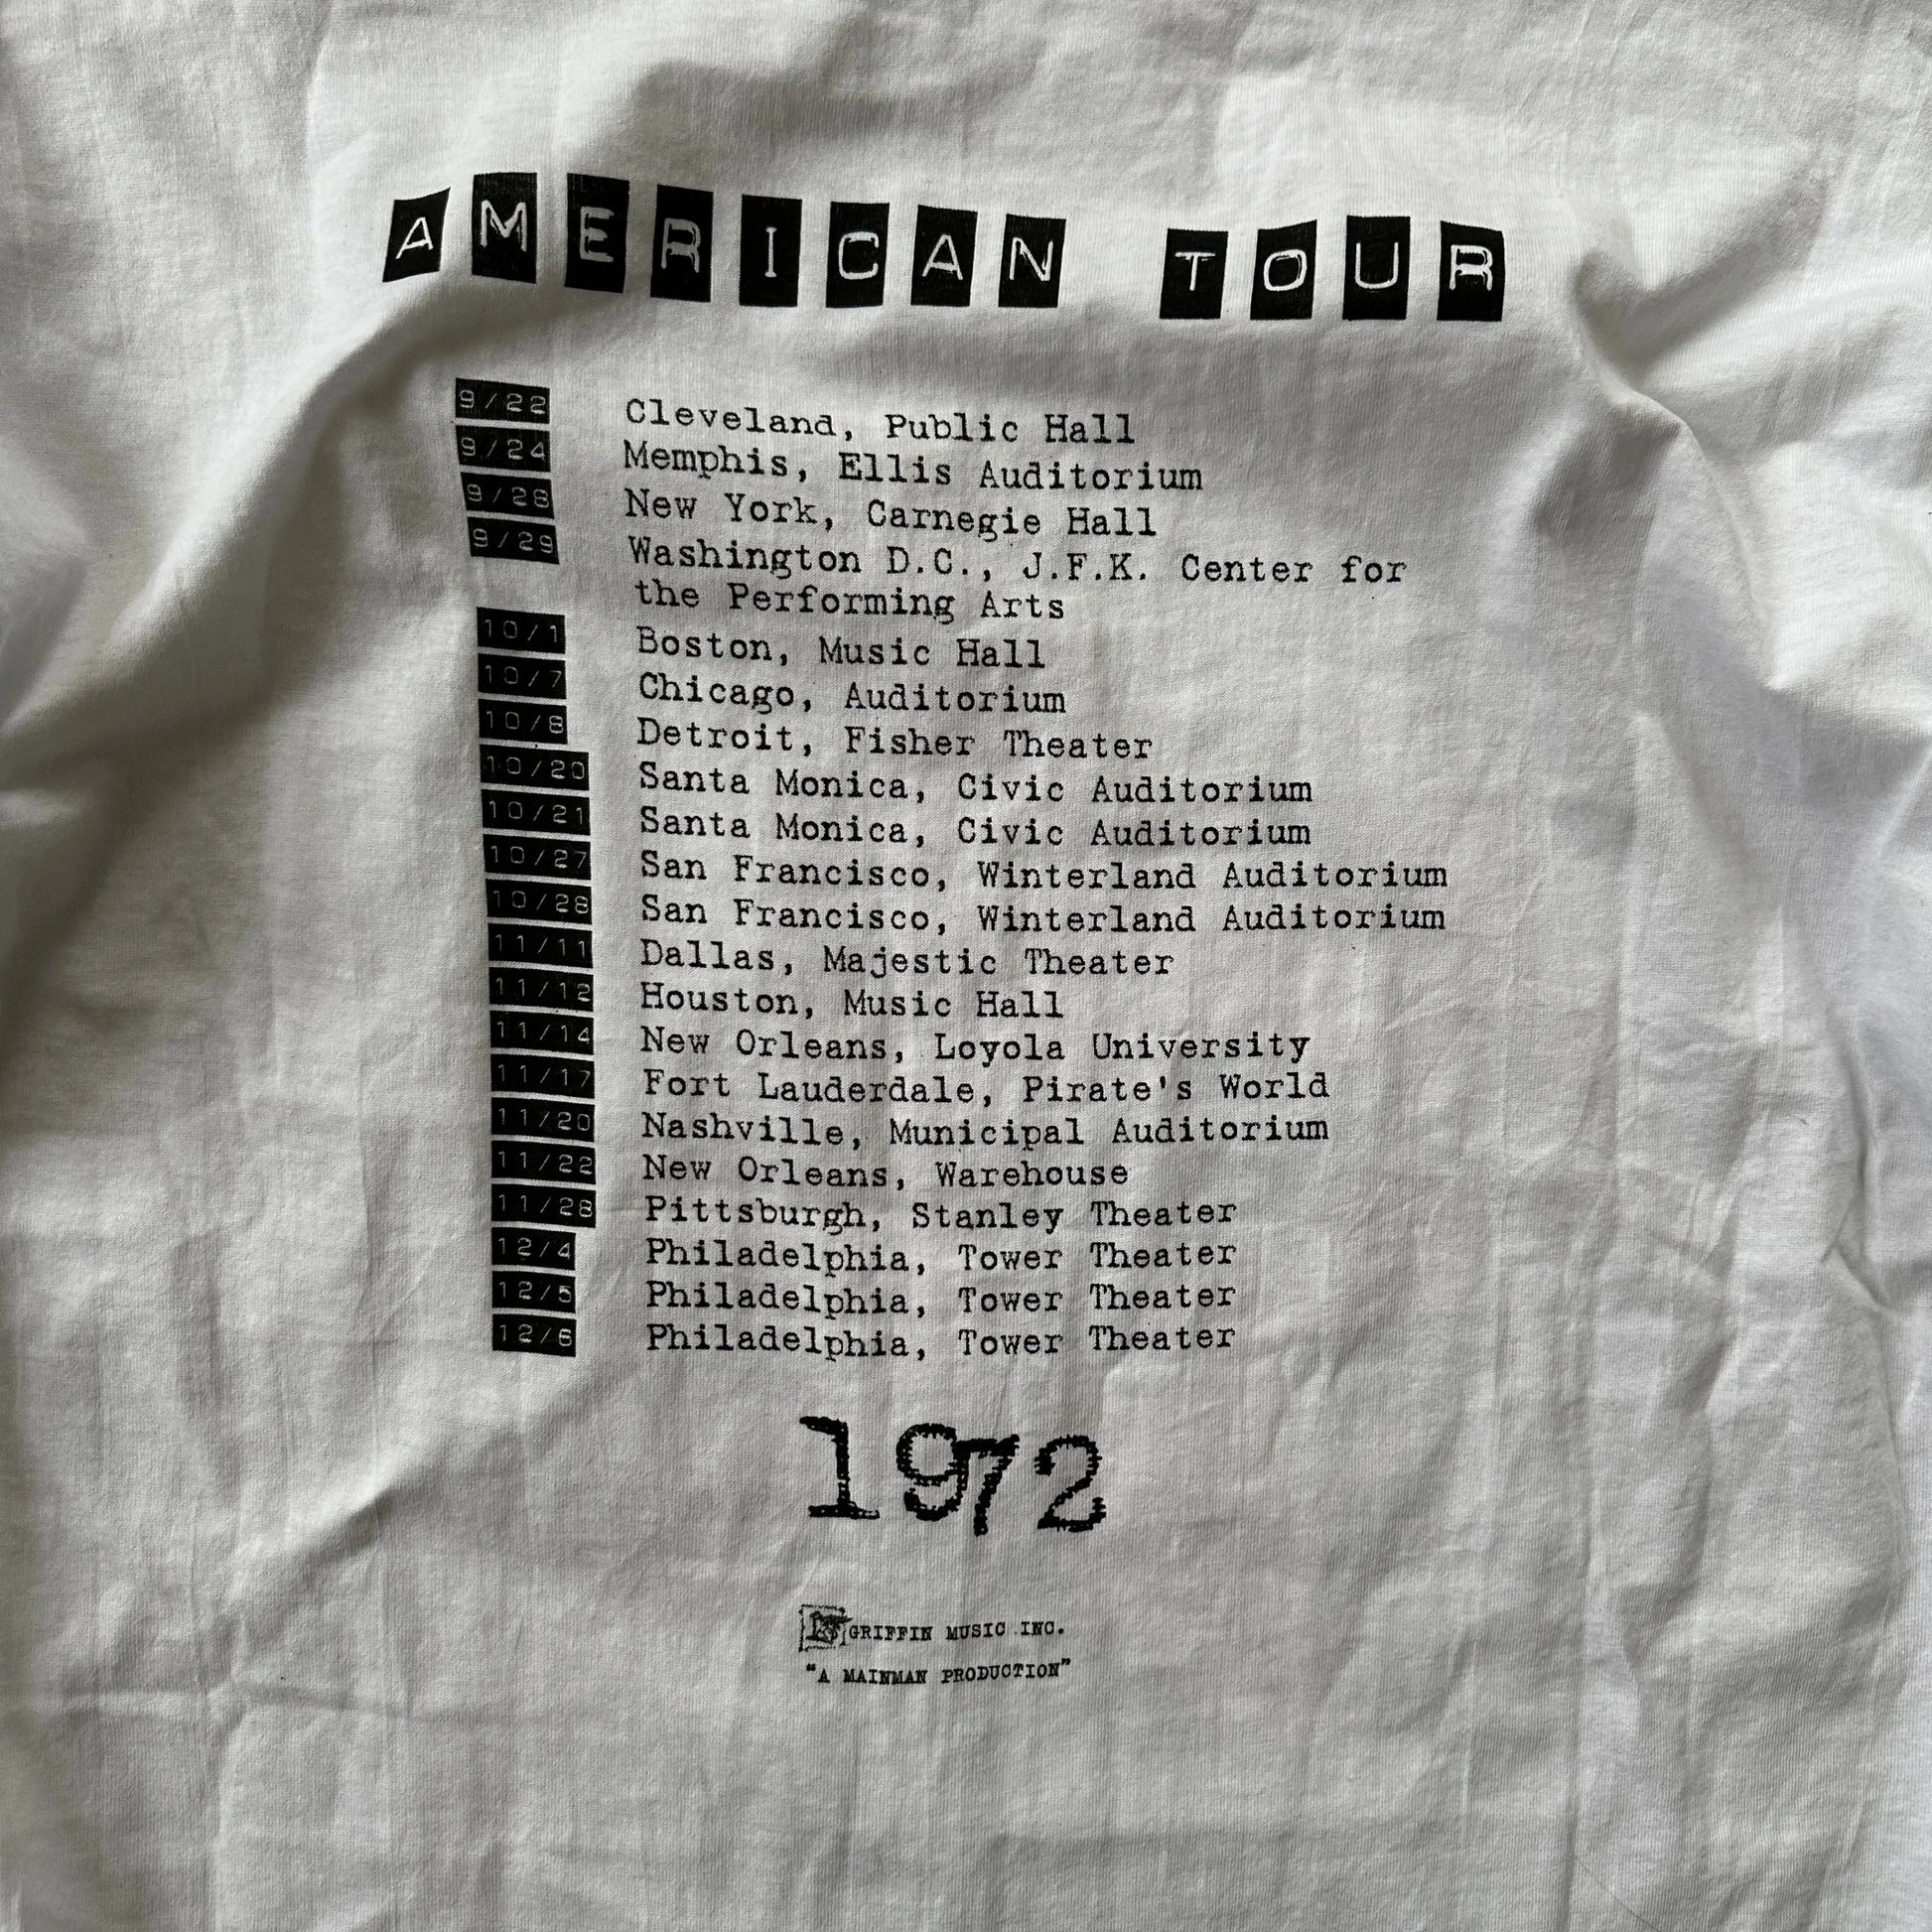 AMERICAN TOUR
9/22 Cleveland, Public Hall
9/24 Memphis, Ellis Auditorium
9/28 New York, Carnegie Hall
9/29 Washington D.C., J.F.K. Center for
the Performing Arts
10/1 Boston, Music Hall
10/7 Chicago, Auditorium
10/8 Detroit, Fisher Theater
10/20 Santa Monica, Civic Auditorium
10/21 Santa Monica, Civic Auditorium
10/27 San Francisco, Winterland Auditorium
10/28 San Francisco, Winterland Auditorium
11/11 Dallas, Majestic Theater
11/12 Houston, Music Hall
11/14 New Orleans, Loyola University
11/17 Fort Lauderdale, Pirate's World
11/20 Nashville, Municipal Auditorium
11/22 New Orleans, Warehouse
11/28 Pittsburgh, Stanley Theater
12/4 Philadelphia, Tower Theater
12/5 Philadelphia, Tower Theater
12/6 Philadelphia, Tower Theater
1972
GRIFFIN MUSIC INC.
"A MAINMAN PRODUCTION"